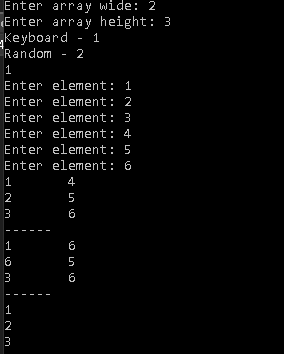 Enter array wide: 2
Enter array height: 3
Keyboard - 1
Random - 2
1
Enter element: 1
Enter element: 2
Enter element: 3
Enter element: 4
Enter element: 5
Enter element: 6
1 4
2 5
3 6
------
1 6
6 5
3 6
------
1
2
3